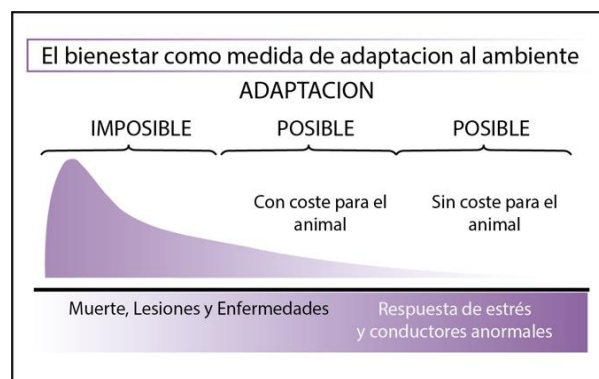 El bienestar como medida de adaptacion al ambiente
ADAPTACION
IMPOSIBLE POSIBLE POSIBLE
Con coste para el
animal
Sin coste para el
animal
Muerte, Lesiones y Enfermedades
Respuesta de estrés
y conductores anormales